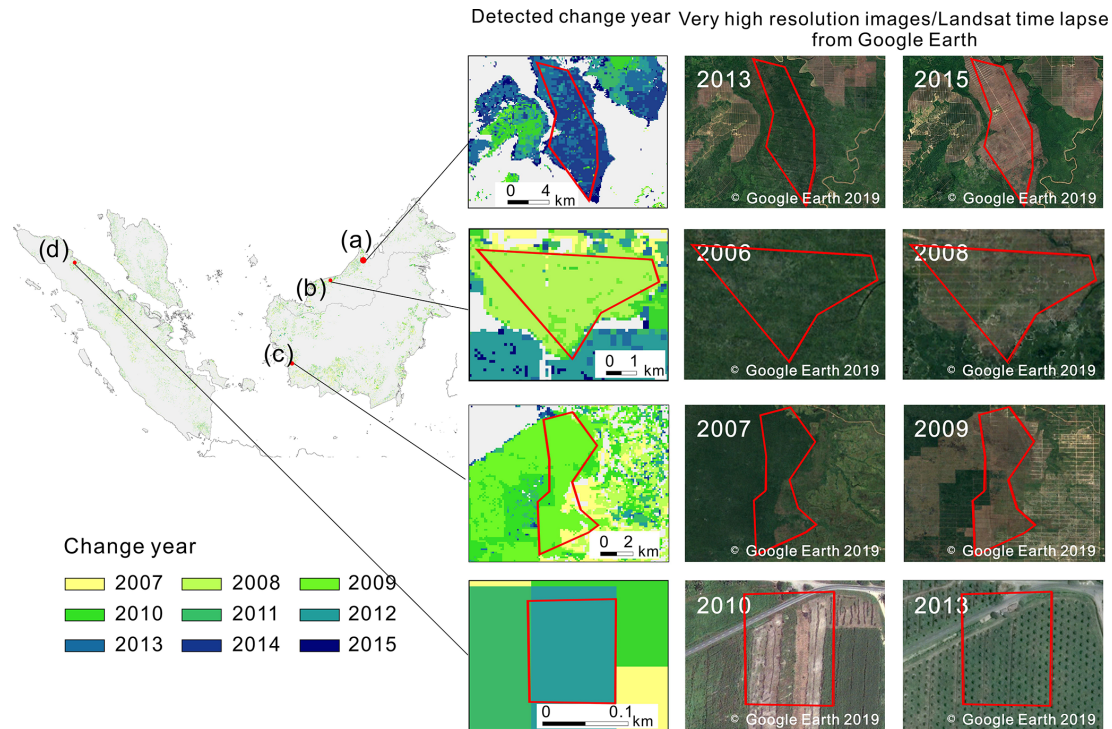 Detected change year
Very high resolution images/Landsat time lapse
from Google Earth
(a)
(b)
(c)
(d)
0 4
km
2013
© Google Earth 2019
2015
© Google Earth 2019
0 1
km
2006
© Google Earth 2019
2008
© Google Earth 2019
0 2
km
2007
© Google Earth 2019
2009
© Google Earth 2019
0 0.1
km
2010
© Google Earth 2019
2013
© Google Earth 2019
Change year
2007 2008 2009
2010 2011 2012
2013 2014 2015